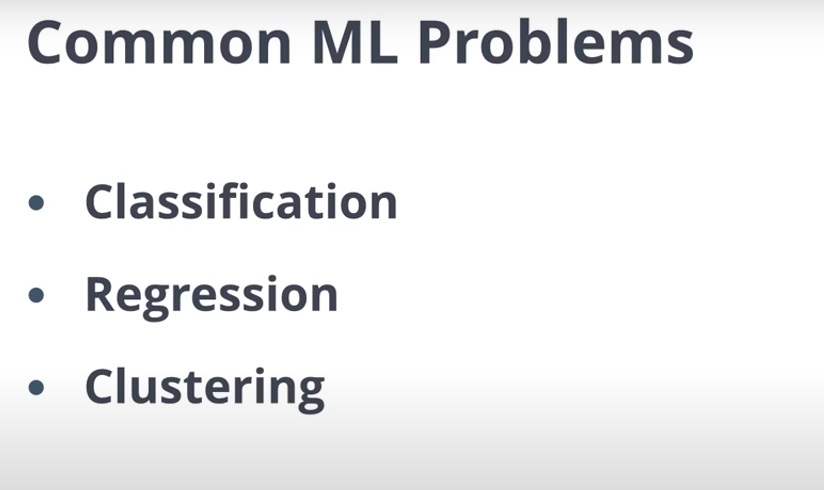 Common ML Problems
• Classification
• Regression
• Clustering